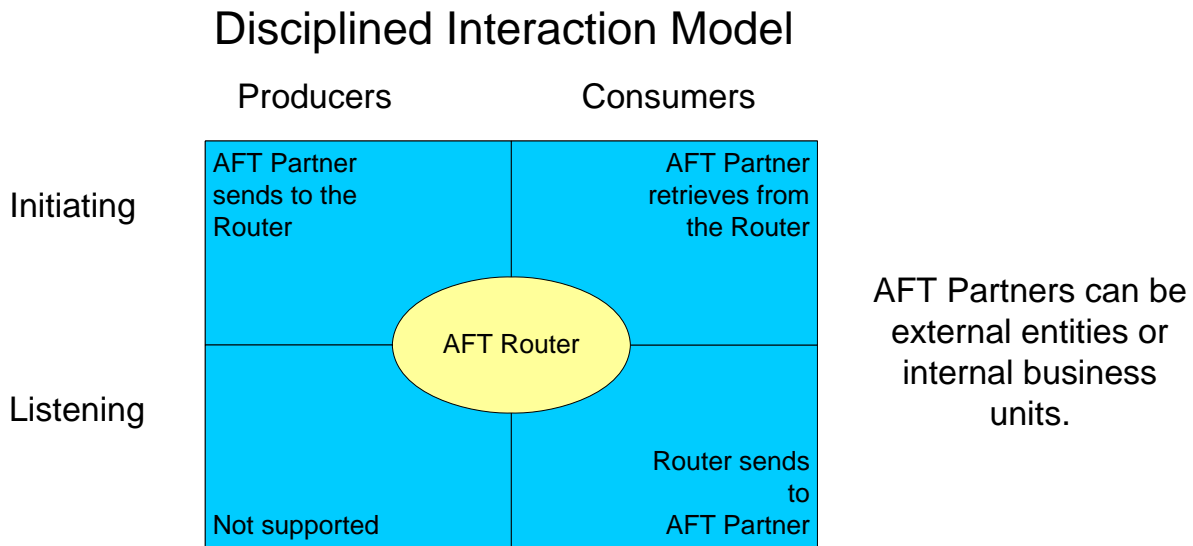 Disciplined Interaction Model
Producers
Consumers
Initiating
AFT Partner
sends to the
Router
AFT Partner
retrieves from
the Router
AFT Router
AFT Partners can be
external entities or
internal business
units.
Listening
Not supported
Router sends
to
AFT Partner